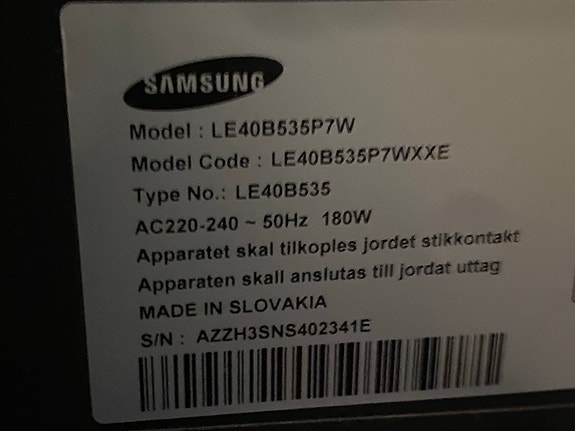 SAMSUNG
Model : LE40B535P7W
Model Code : LE40B535P7WXXE
Type No.: LE40B535
AC220-240 ~ 50Hz 180W
Apparatet skal tilkoples jordet stikkontakt
Apparaten skall anslutas till jordat uttag
MADE IN SLOVAKIA
S/N : AZZH3SNS402341E